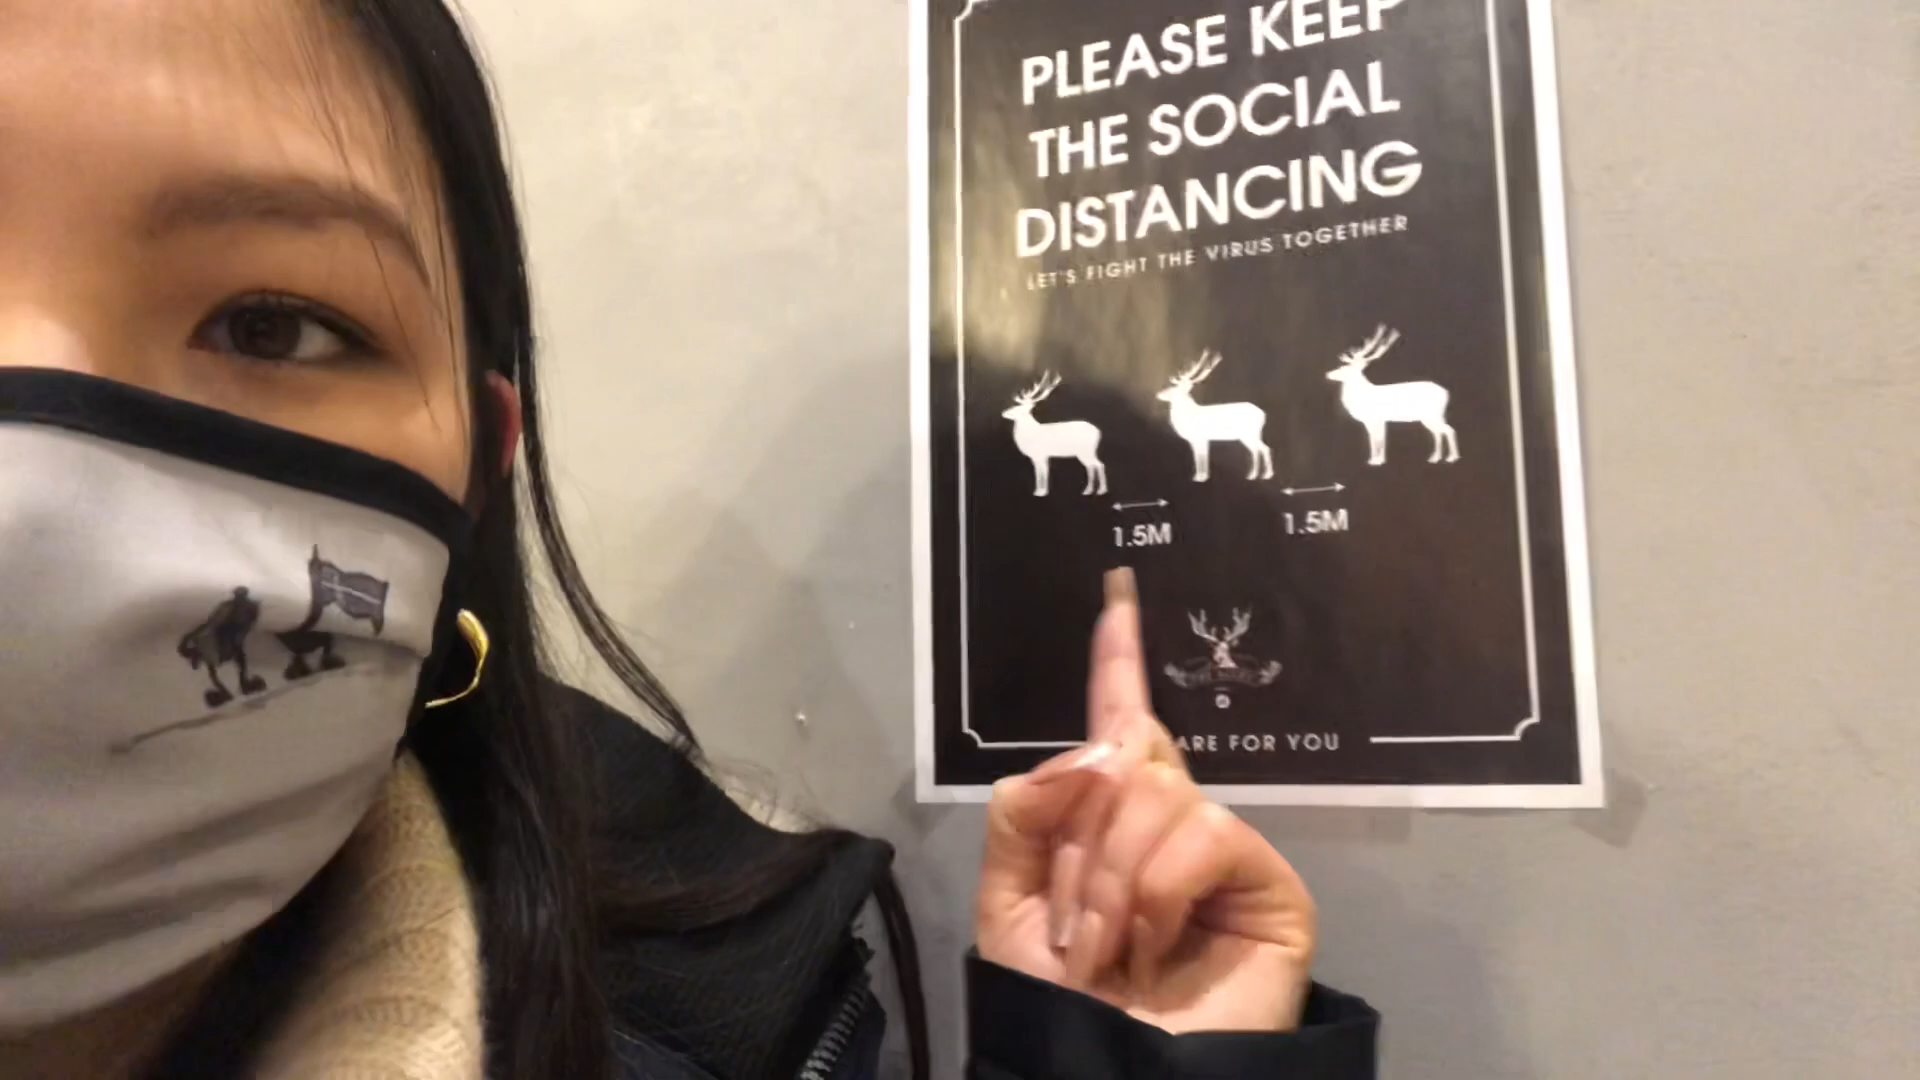 PLEASE KEEP
THE SOCIAL
DISTANCING
LET'S FIGHT THE VIRUS TOGETHER
1.5M
1.5M
ARE FOR YOU